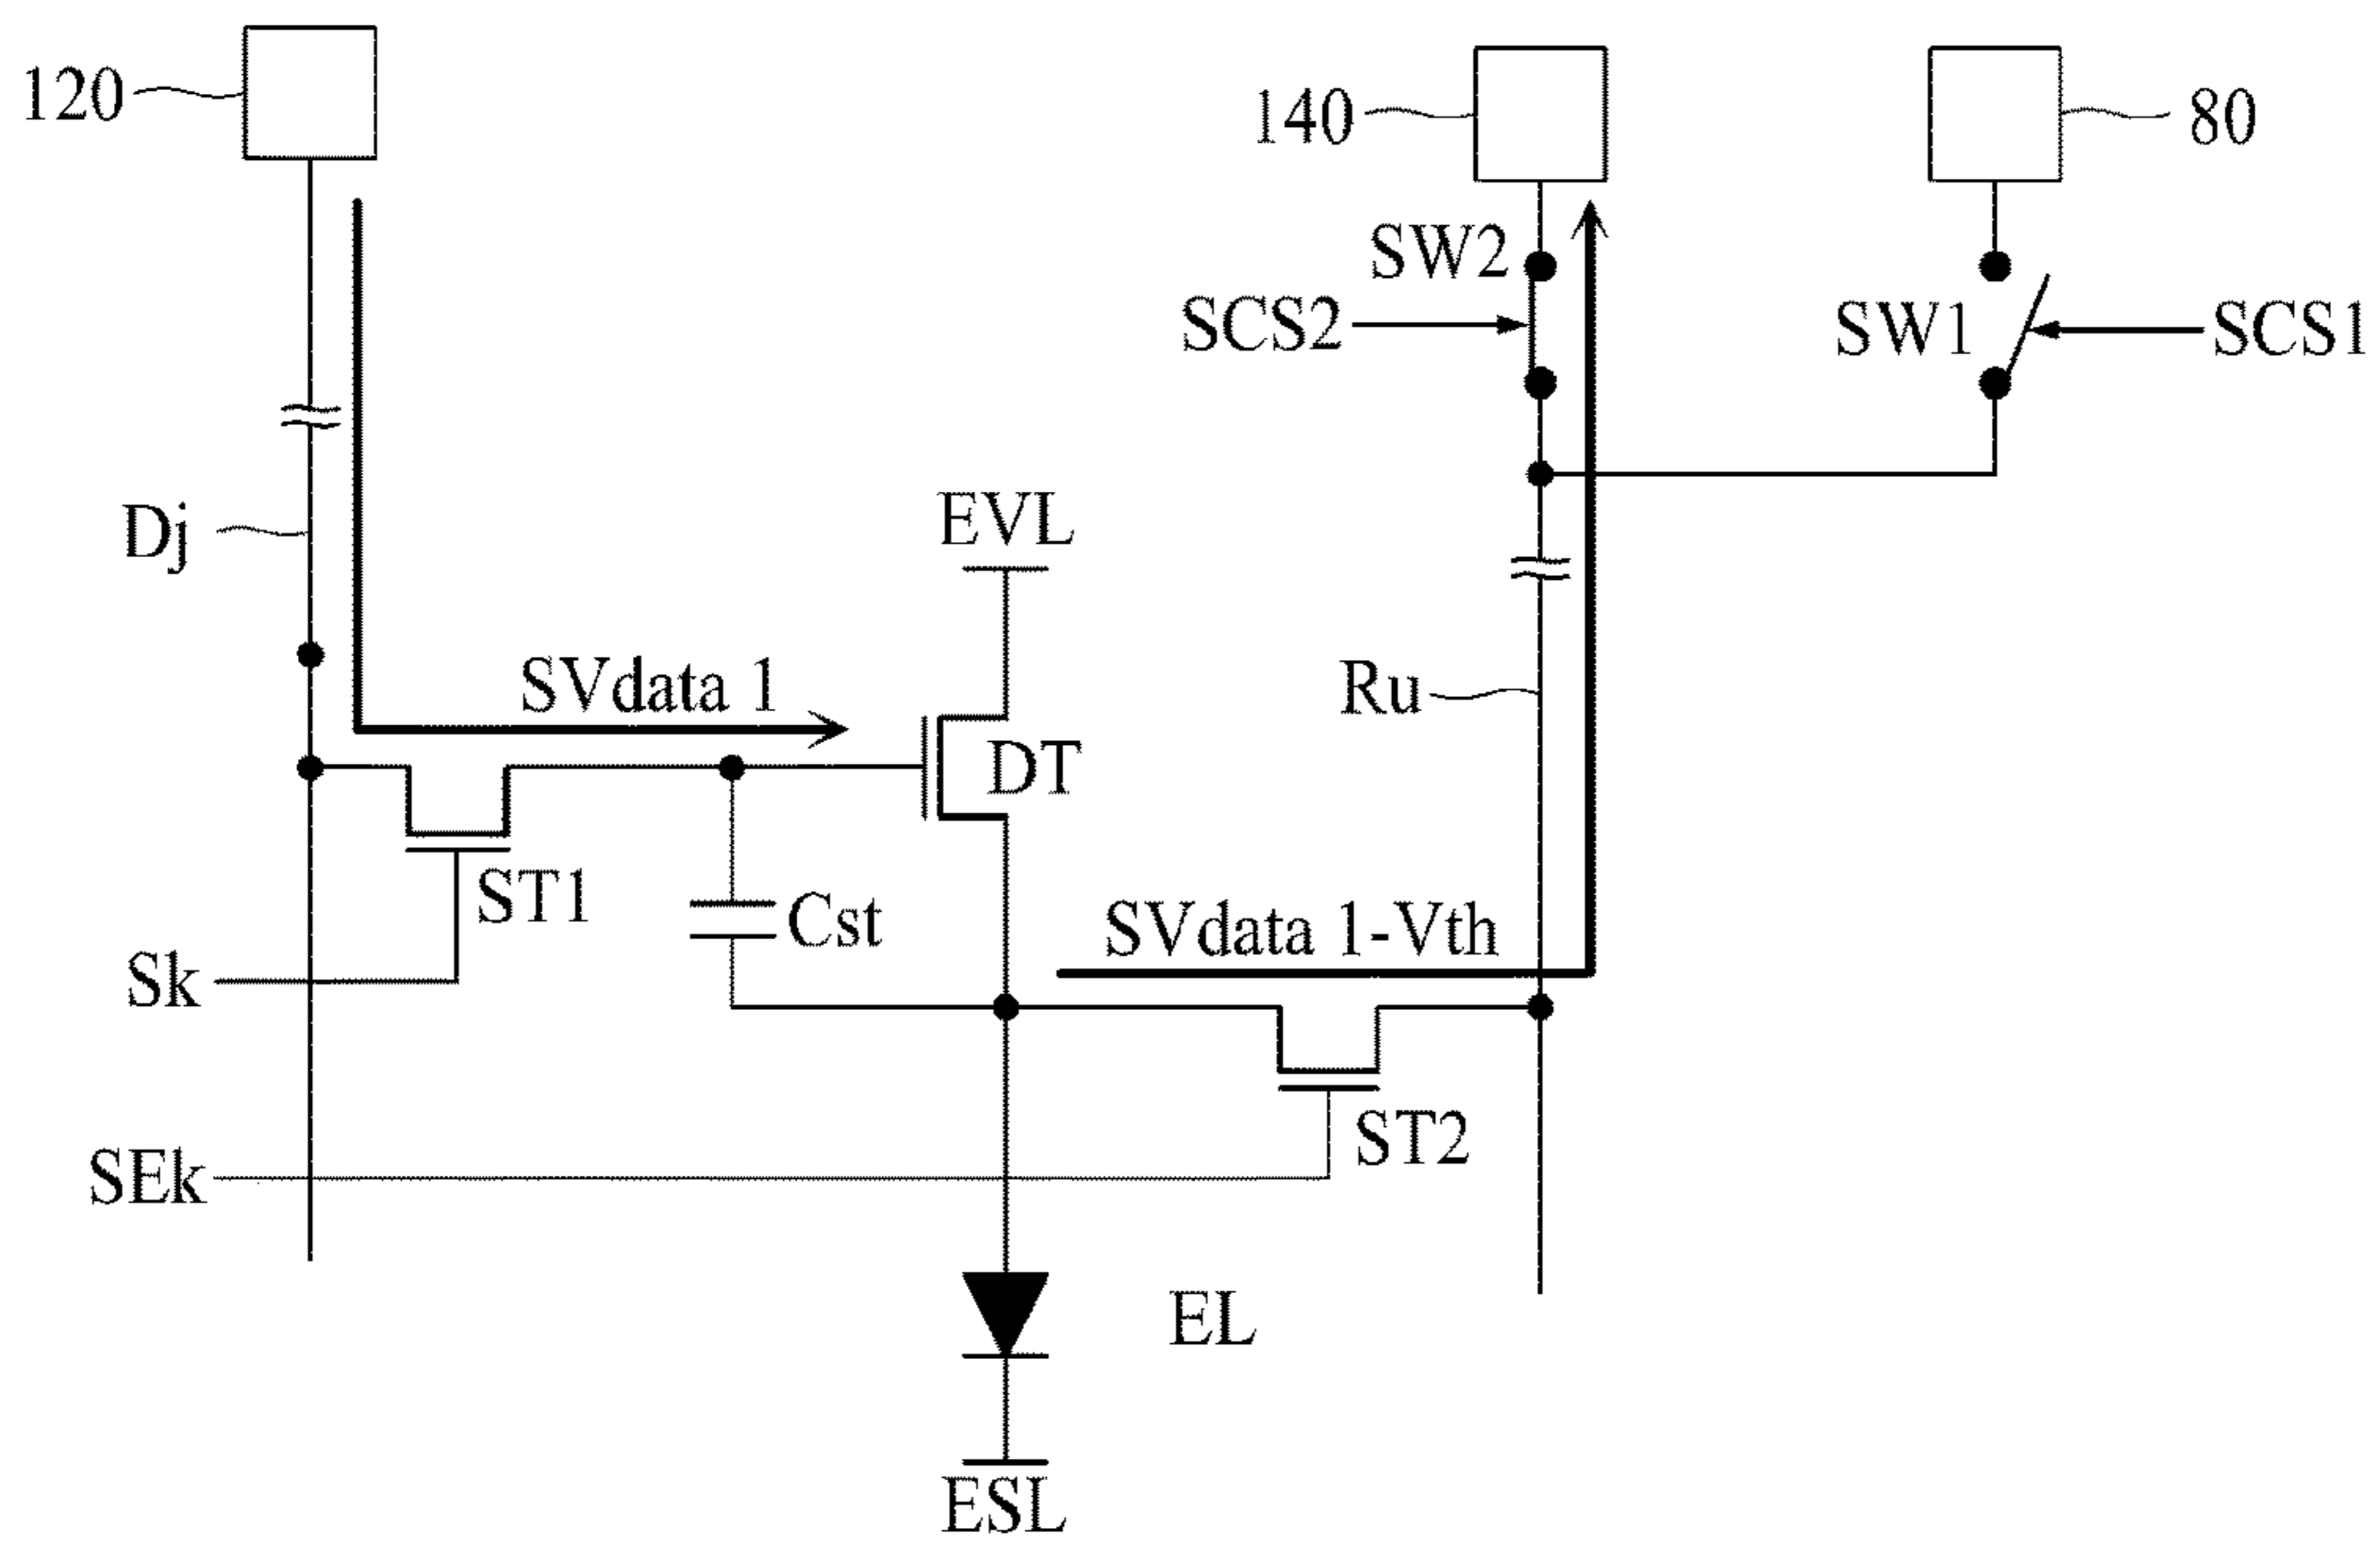 120
140
80
SW2
SCS2
SW1
SCS1
Dj
EVL
SVdata 1
Ru
DT
ST1
Cst
SVdata 1-Vth
Sk
ST2
SEk
EL
ESL